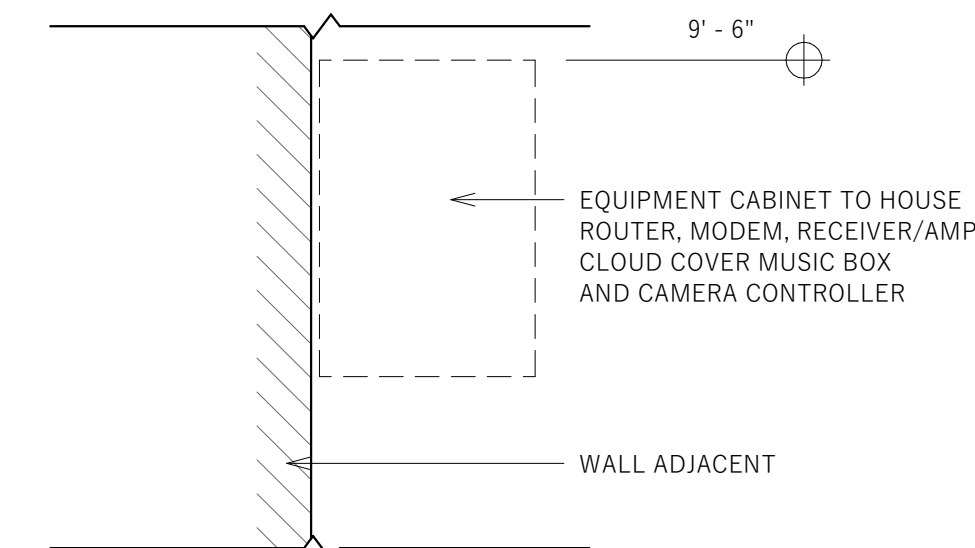 9' - 6"
EQUIPMENT CABINET TO HOUSE
ROUTER, MODEM, RECEIVER/AMP
CLOUD COVER MUSIC BOX
AND CAMERA CONTROLLER
WALL ADJACENT